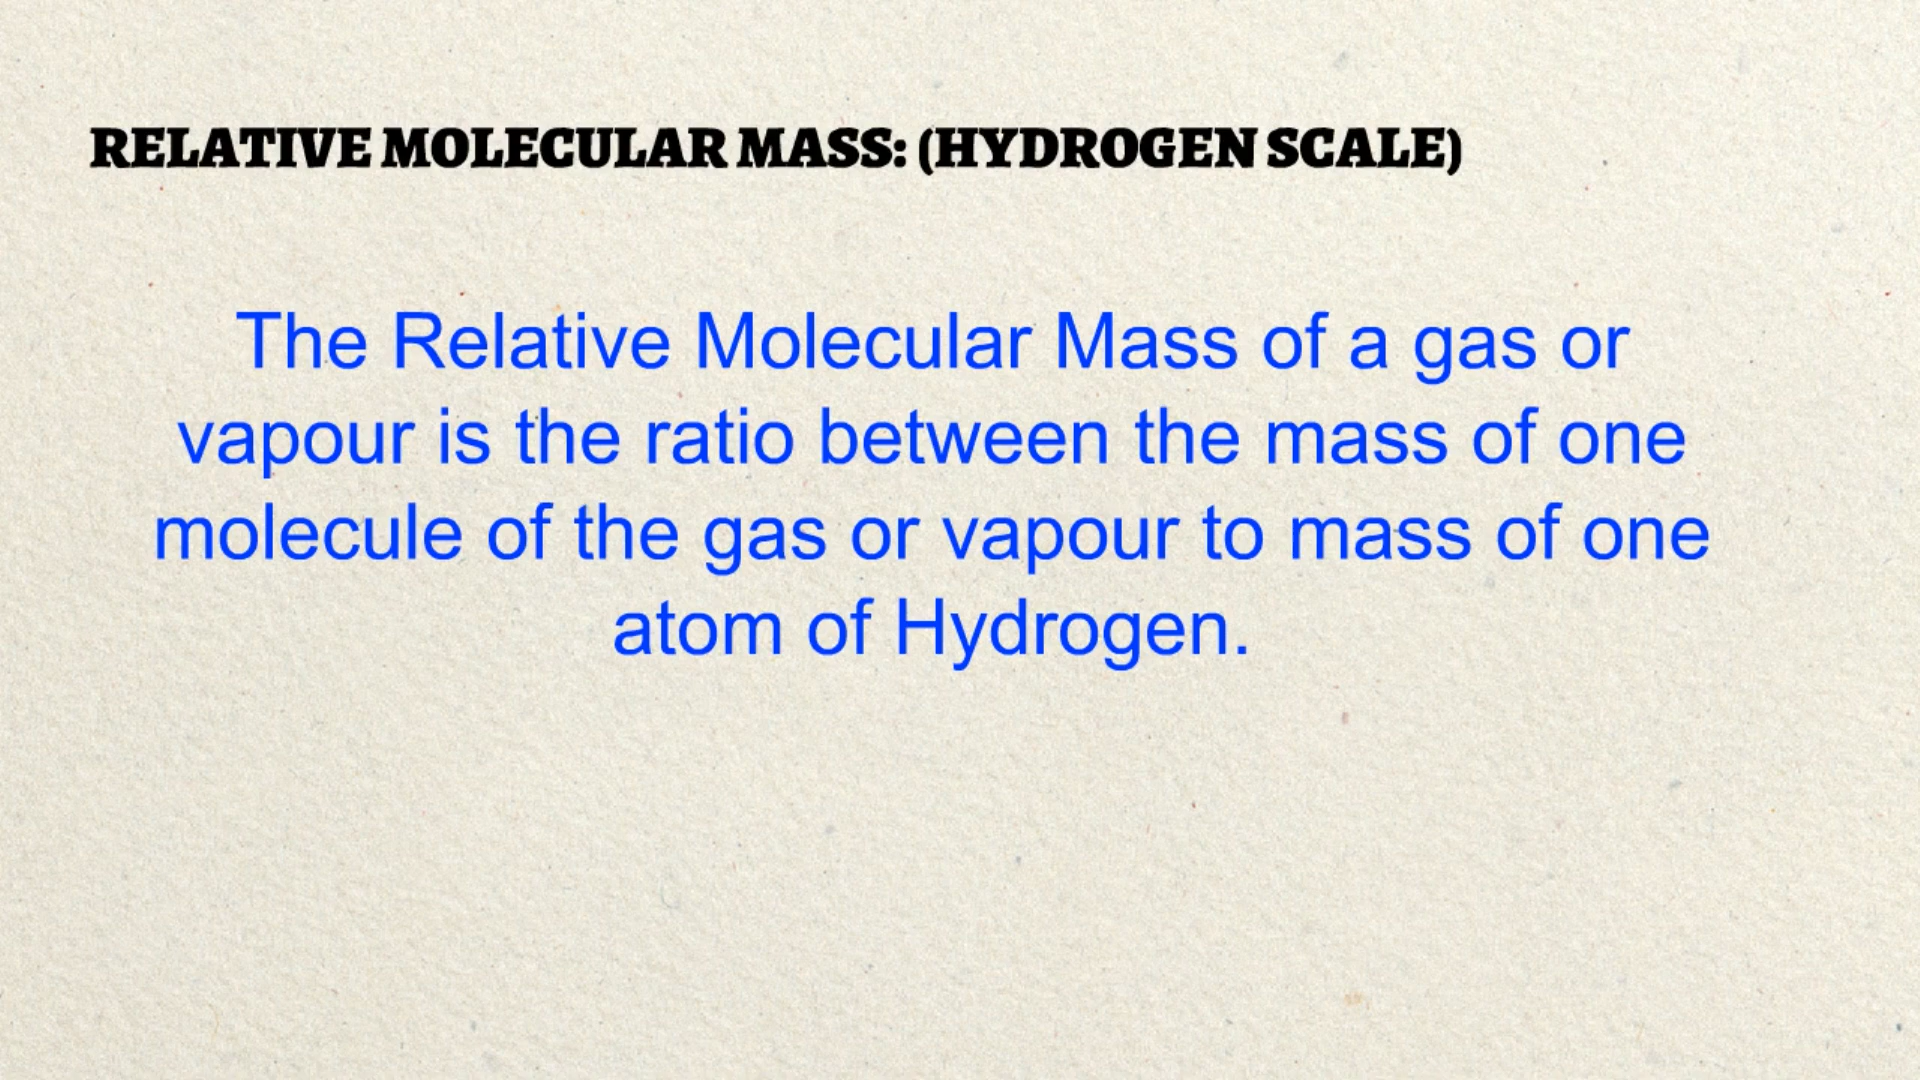 RELATIVE MOLECULAR MASS: (HYDROGEN SCALE)
The Relative Molecular Mass of a gas or
vapour is the ratio between the mass of one
molecule of the gas or vapour to mass of one
atom of Hydrogen.